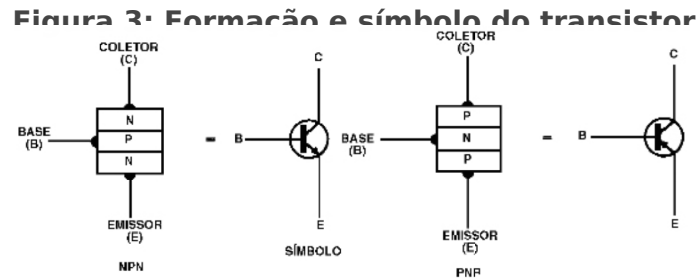 Figura 3: Formação e símbolo do transistor
COLETOR
(C)
N
P
N
BASE
(B)
EMISSOR
(E)
NPN
=
C
B
E
SÍMBOLO
COLETOR
(C)
P
N
P
BASE
(B)
EMISSOR
(E)
PNP
=
C
B
E